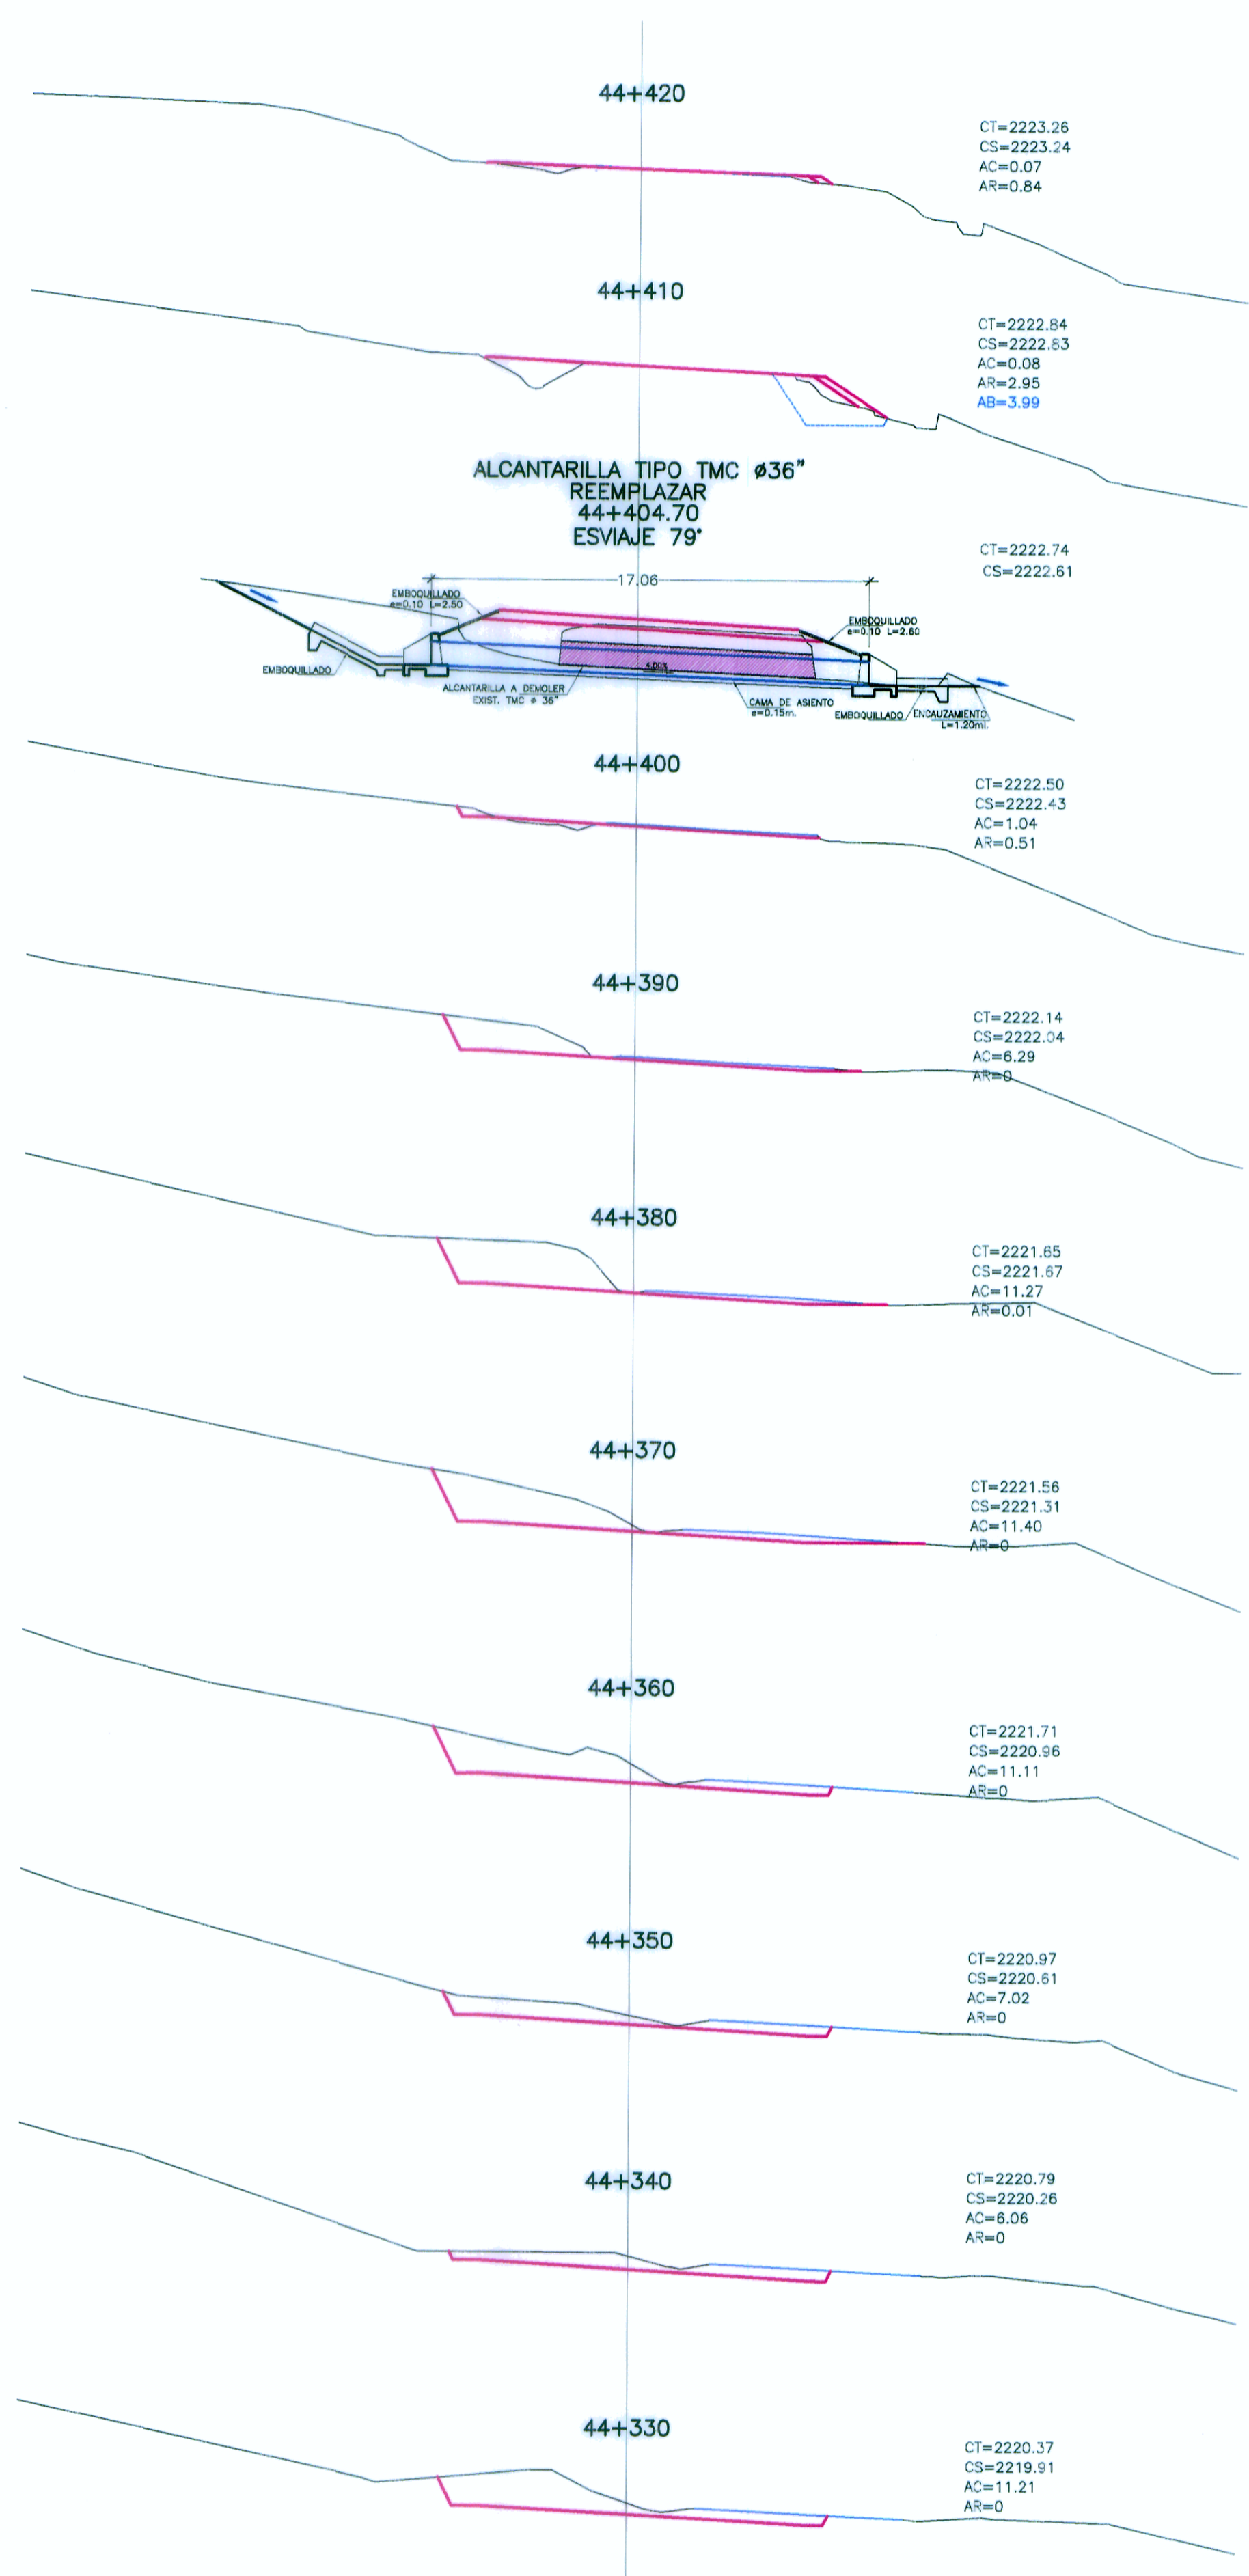 44+420
CT=2223.26
CS=2223.24
AC=0.07
AR=0.84
44+410
CT=2222.84
CS=2222.83
AC=0.08
AR=2.95
AB=3.99
ALCANTARILLA TIPO TMC ø36"
REEMPLAZAR
44+404.70
ESVIAJE 79°
CT=2222.74
CS=2222.61
17.06
EMBOQUILLADO
e=0.10 L=2.50
EMBOQUILLADO
e=0.10 L=2.60
EMBOQUILLADO
4.00%
ALCANTARILLA A DEMOLER
EXIST. TMC ø 36"
CAMA DE ASIENTO
e=0.15m.
EMBOQUILLADO
ENCAUZAMIENTO
L=1.20ml.
44+400
CT=2222.50
CS=2222.43
AC=1.04
AR=0.51
44+390
CT=2222.14
CS=2222.04
AC=6.29
AR=0
44+380
CT=2221.65
CS=2221.67
AC=11.27
AR=0.01
44+370
CT=2221.56
CS=2221.31
AC=11.40
AR=0
44+360
CT=2221.71
CS=2220.96
AC=11.11
AR=0
44+350
CT=2220.97
CS=2220.61
AC=7.02
AR=0
44+340
CT=2220.79
CS=2220.26
AC=6.06
AR=0
44+330
CT=2220.37
CS=2219.91
AC=11.21
AR=0